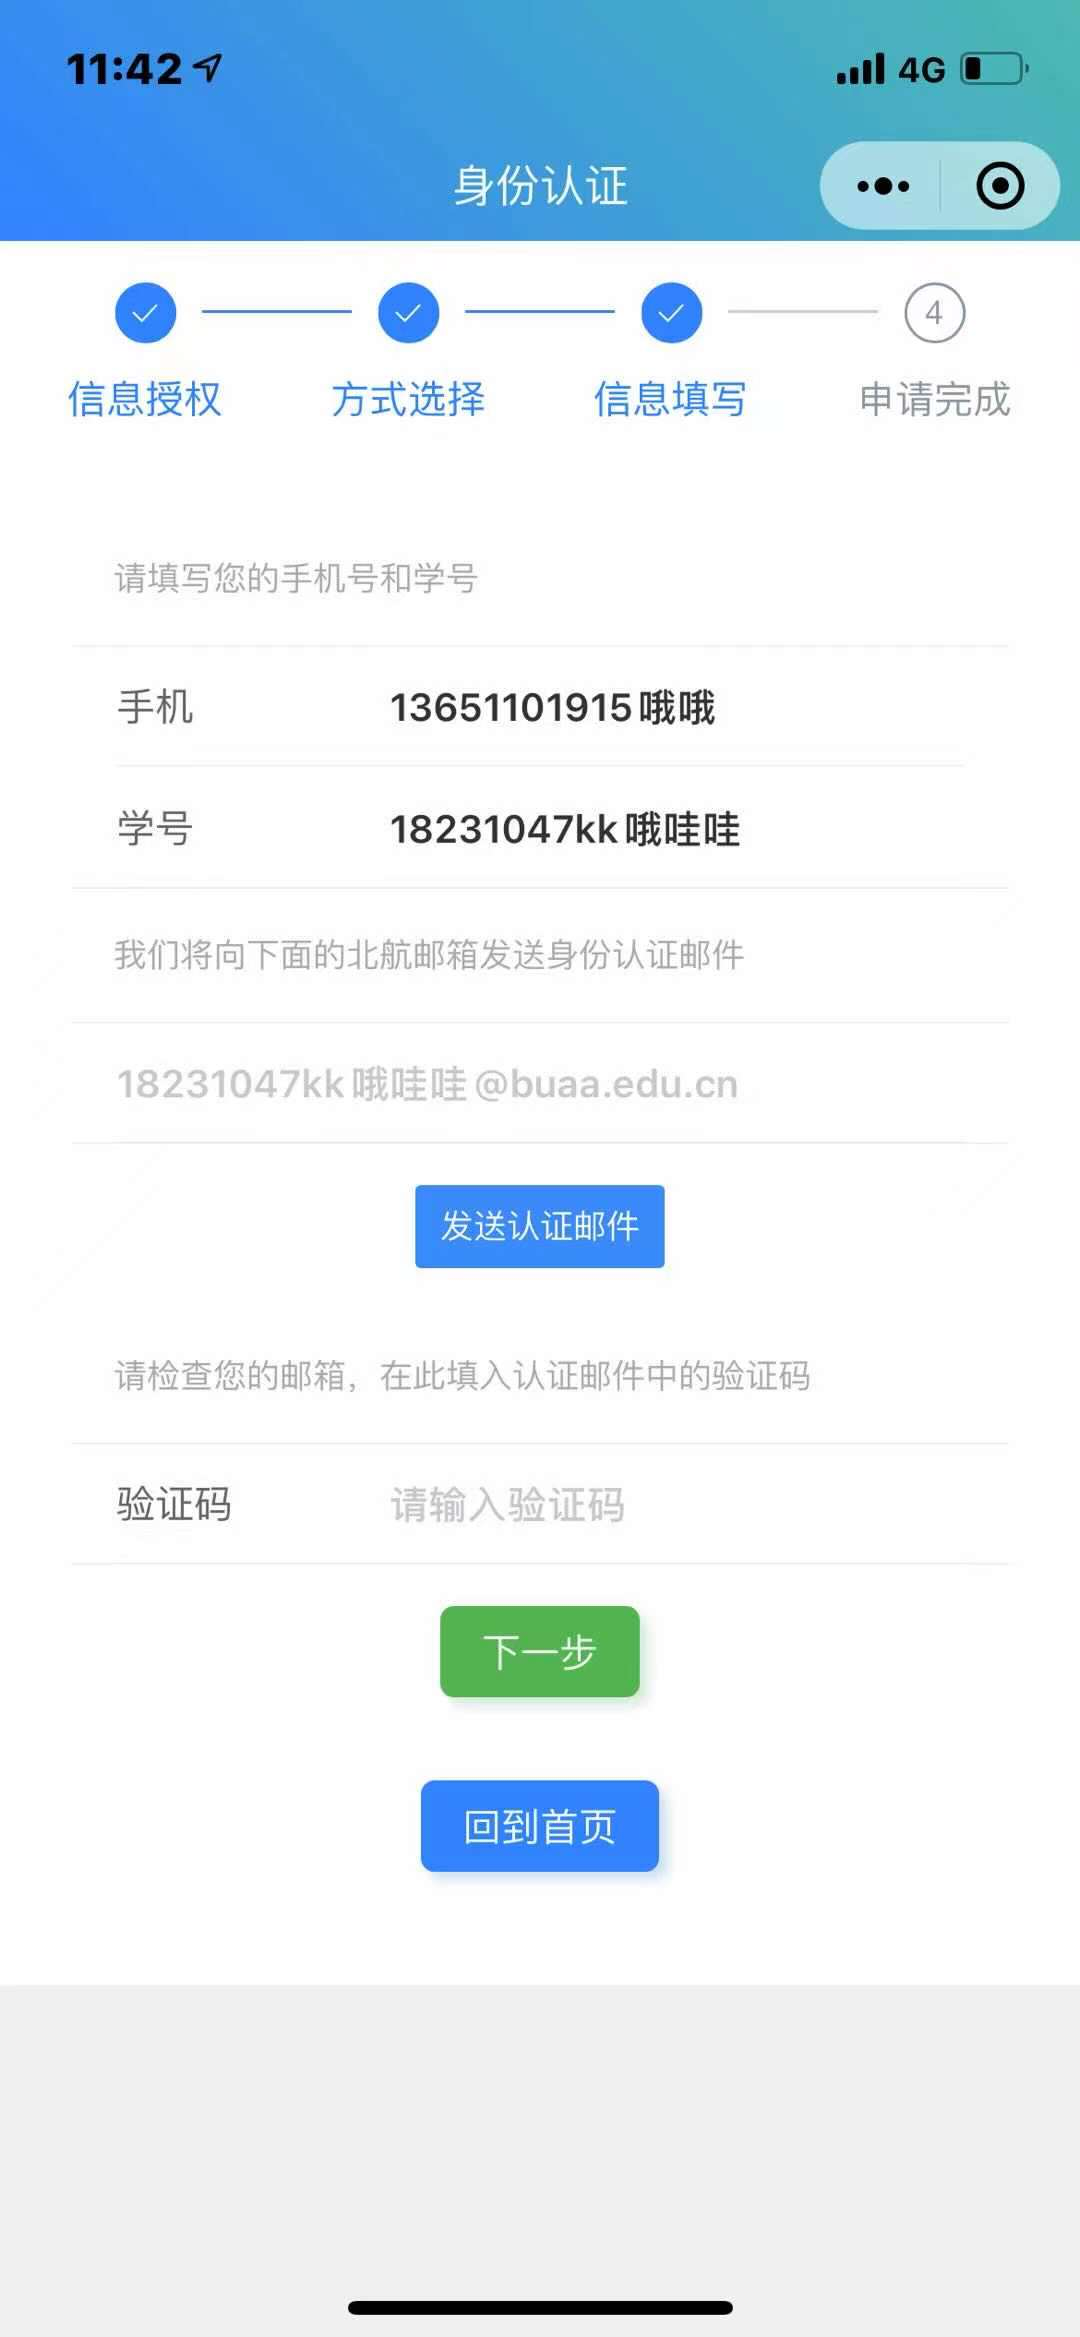 11:42 4G
身份认证
4
信息授权 方式选择 信息填写 申请完成
请填写您的手机号和学号
手机 13651101915哦哦
学号 18231047kk哦哇哇
我们将向下面的北航邮箱发送身份认证邮件
18231047kk哦哇哇@buaa.edu.cn
发送认证邮件
请检查您的邮箱，在此填入认证邮件中的验证码
验证码 请输入验证码
下一步
回到首页